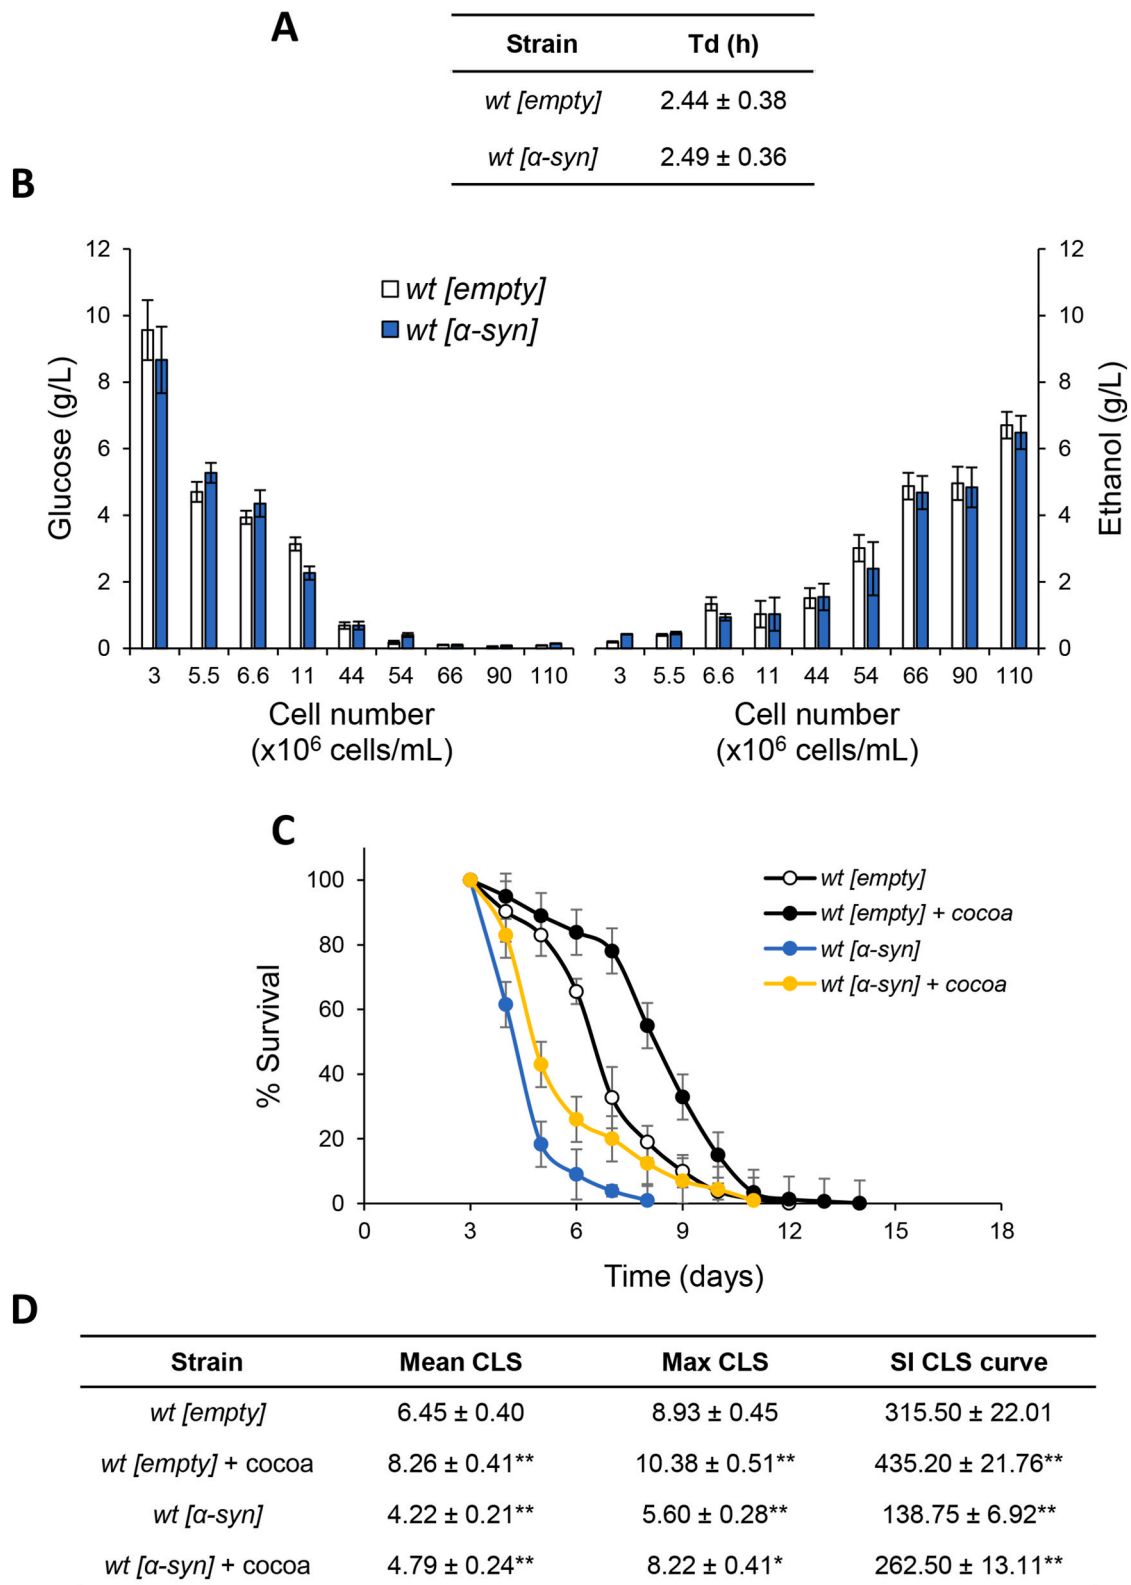 A
Strain Td (h)
wt [empty] 2.44 ± 0.38
wt [α-syn] 2.49 ± 0.36
B
12 12
wt [empty]
wt [α-syn]
10 10
8 8
6 6
4 4
2 2
0 0
Glucose (g/L)
Ethanol (g/L)
3 5.5 6.6 11 44 54 66 90 110 3 5.5 6.6 11 44 54 66 90 110
Cell number Cell number
(x10⁶ cells/mL) (x10⁶ cells/mL)
C
100
80
60
40
20
0
% Survival
wt [empty]
wt [empty] + cocoa
wt [α-syn]
wt [α-syn] + cocoa
0 3 6 9 12 15 18
Time (days)
D
Strain Mean CLS Max CLS SI CLS curve
wt [empty] 6.45 ± 0.40 8.93 ± 0.45 315.50 ± 22.01
wt [empty] + cocoa 8.26 ± 0.41** 10.38 ± 0.51** 435.20 ± 21.76**
wt [α-syn] 4.22 ± 0.21** 5.60 ± 0.28** 138.75 ± 6.92**
wt [α-syn] + cocoa 4.79 ± 0.24** 8.22 ± 0.41* 262.50 ± 13.11**